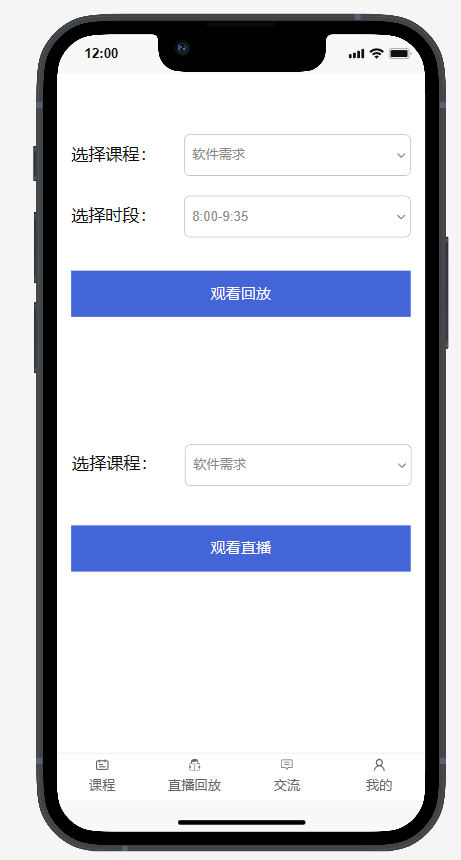 12:00
选择课程：
软件需求
选择时段：
8:00-9:35
观看回放
选择课程：
软件需求
观看直播
课程
直播回放
交流
我的